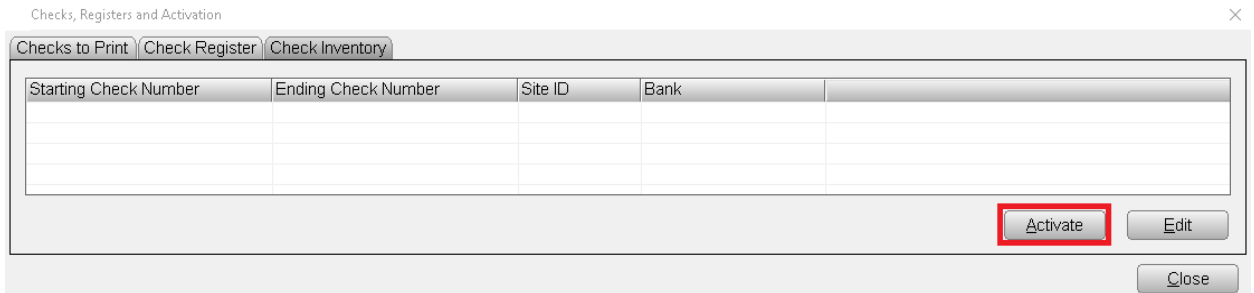 Checks, Registers and Activation
Checks to Print Check Register Check Inventory
Starting Check Number Ending Check Number Site ID Bank
Activate Edit
Close